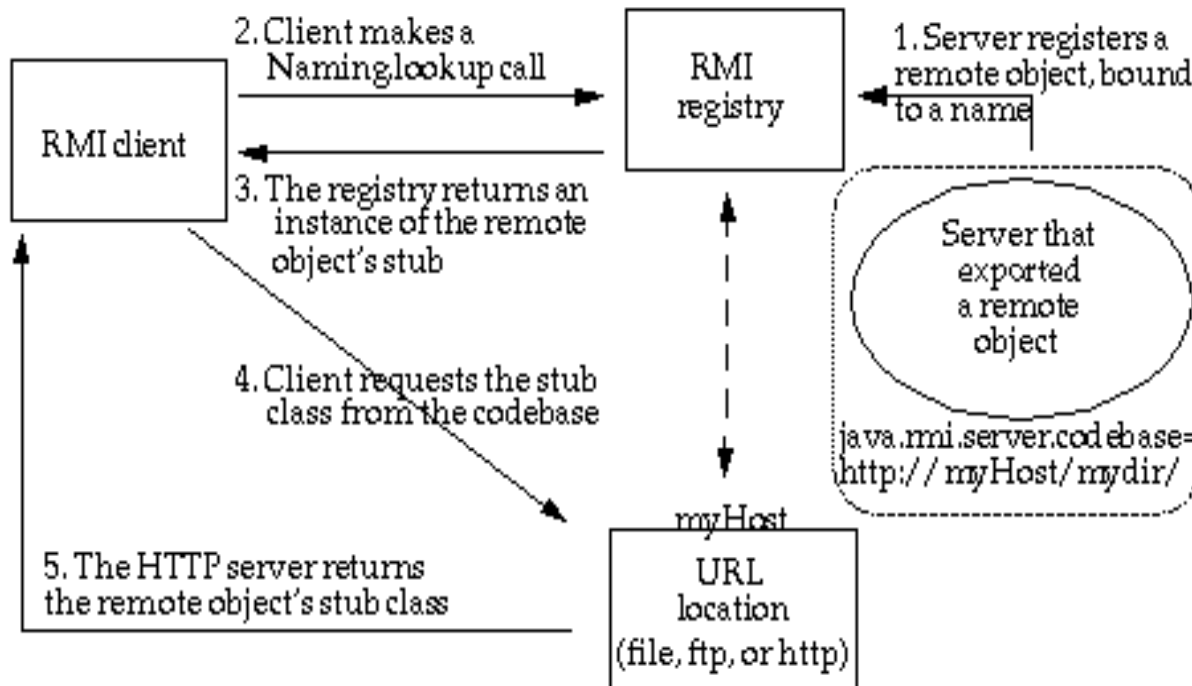 2. Client makes a
Naming.lookup call
RMI
registry
1. Server registers a
remote object, bound
to a name
RMI client
3. The registry returns an
instance of the remote
object's stub
Server that
exported
a remote
object
4. Client requests the stub
class from the codebase
java.rmi.server.codebase=
http://myHost/mydir/
myHost
URL
location
(file, ftp, or http)
5. The HTTP server returns
the remote object's stub class